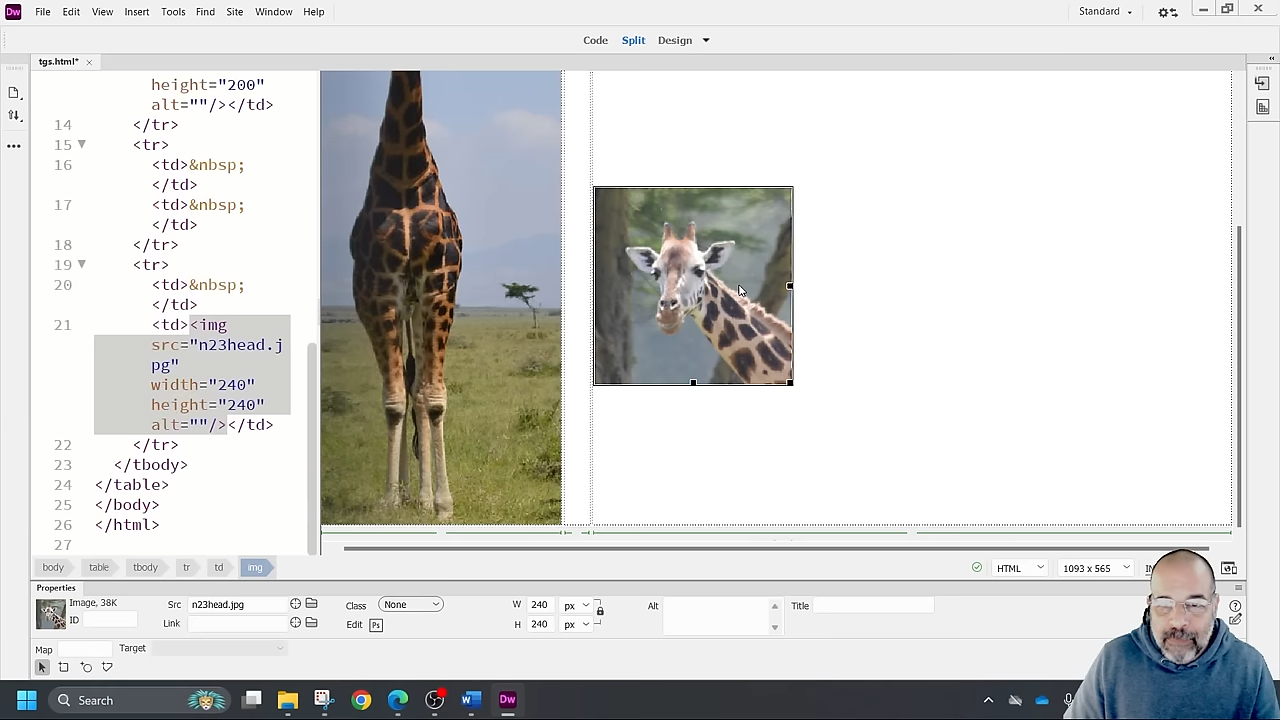 Dw File Edit View Insert Tools Find Site Window Help Standard
Code Split Design
tgs.html* ×
height="200"
alt=""/></td>
14 </tr>
15 <tr>
16 <td>&nbsp;
</td>
17 <td>&nbsp;
</td>
18 </tr>
19 <tr>
20 <td>&nbsp;
</td>
21 <td><img
src="n23head.j
pg"
width="240"
height="240"
alt=""/></td>
22 </tr>
23 </tbody>
24 </table>
25 </body>
26 </html>
27
body table tbody tr td img HTML 1093 x 565
Properties
Image, 38K Src n23head.jpg Class None W 240 px Alt Title
ID Link Edit Ps H 240 px
Map Target
Search Dw